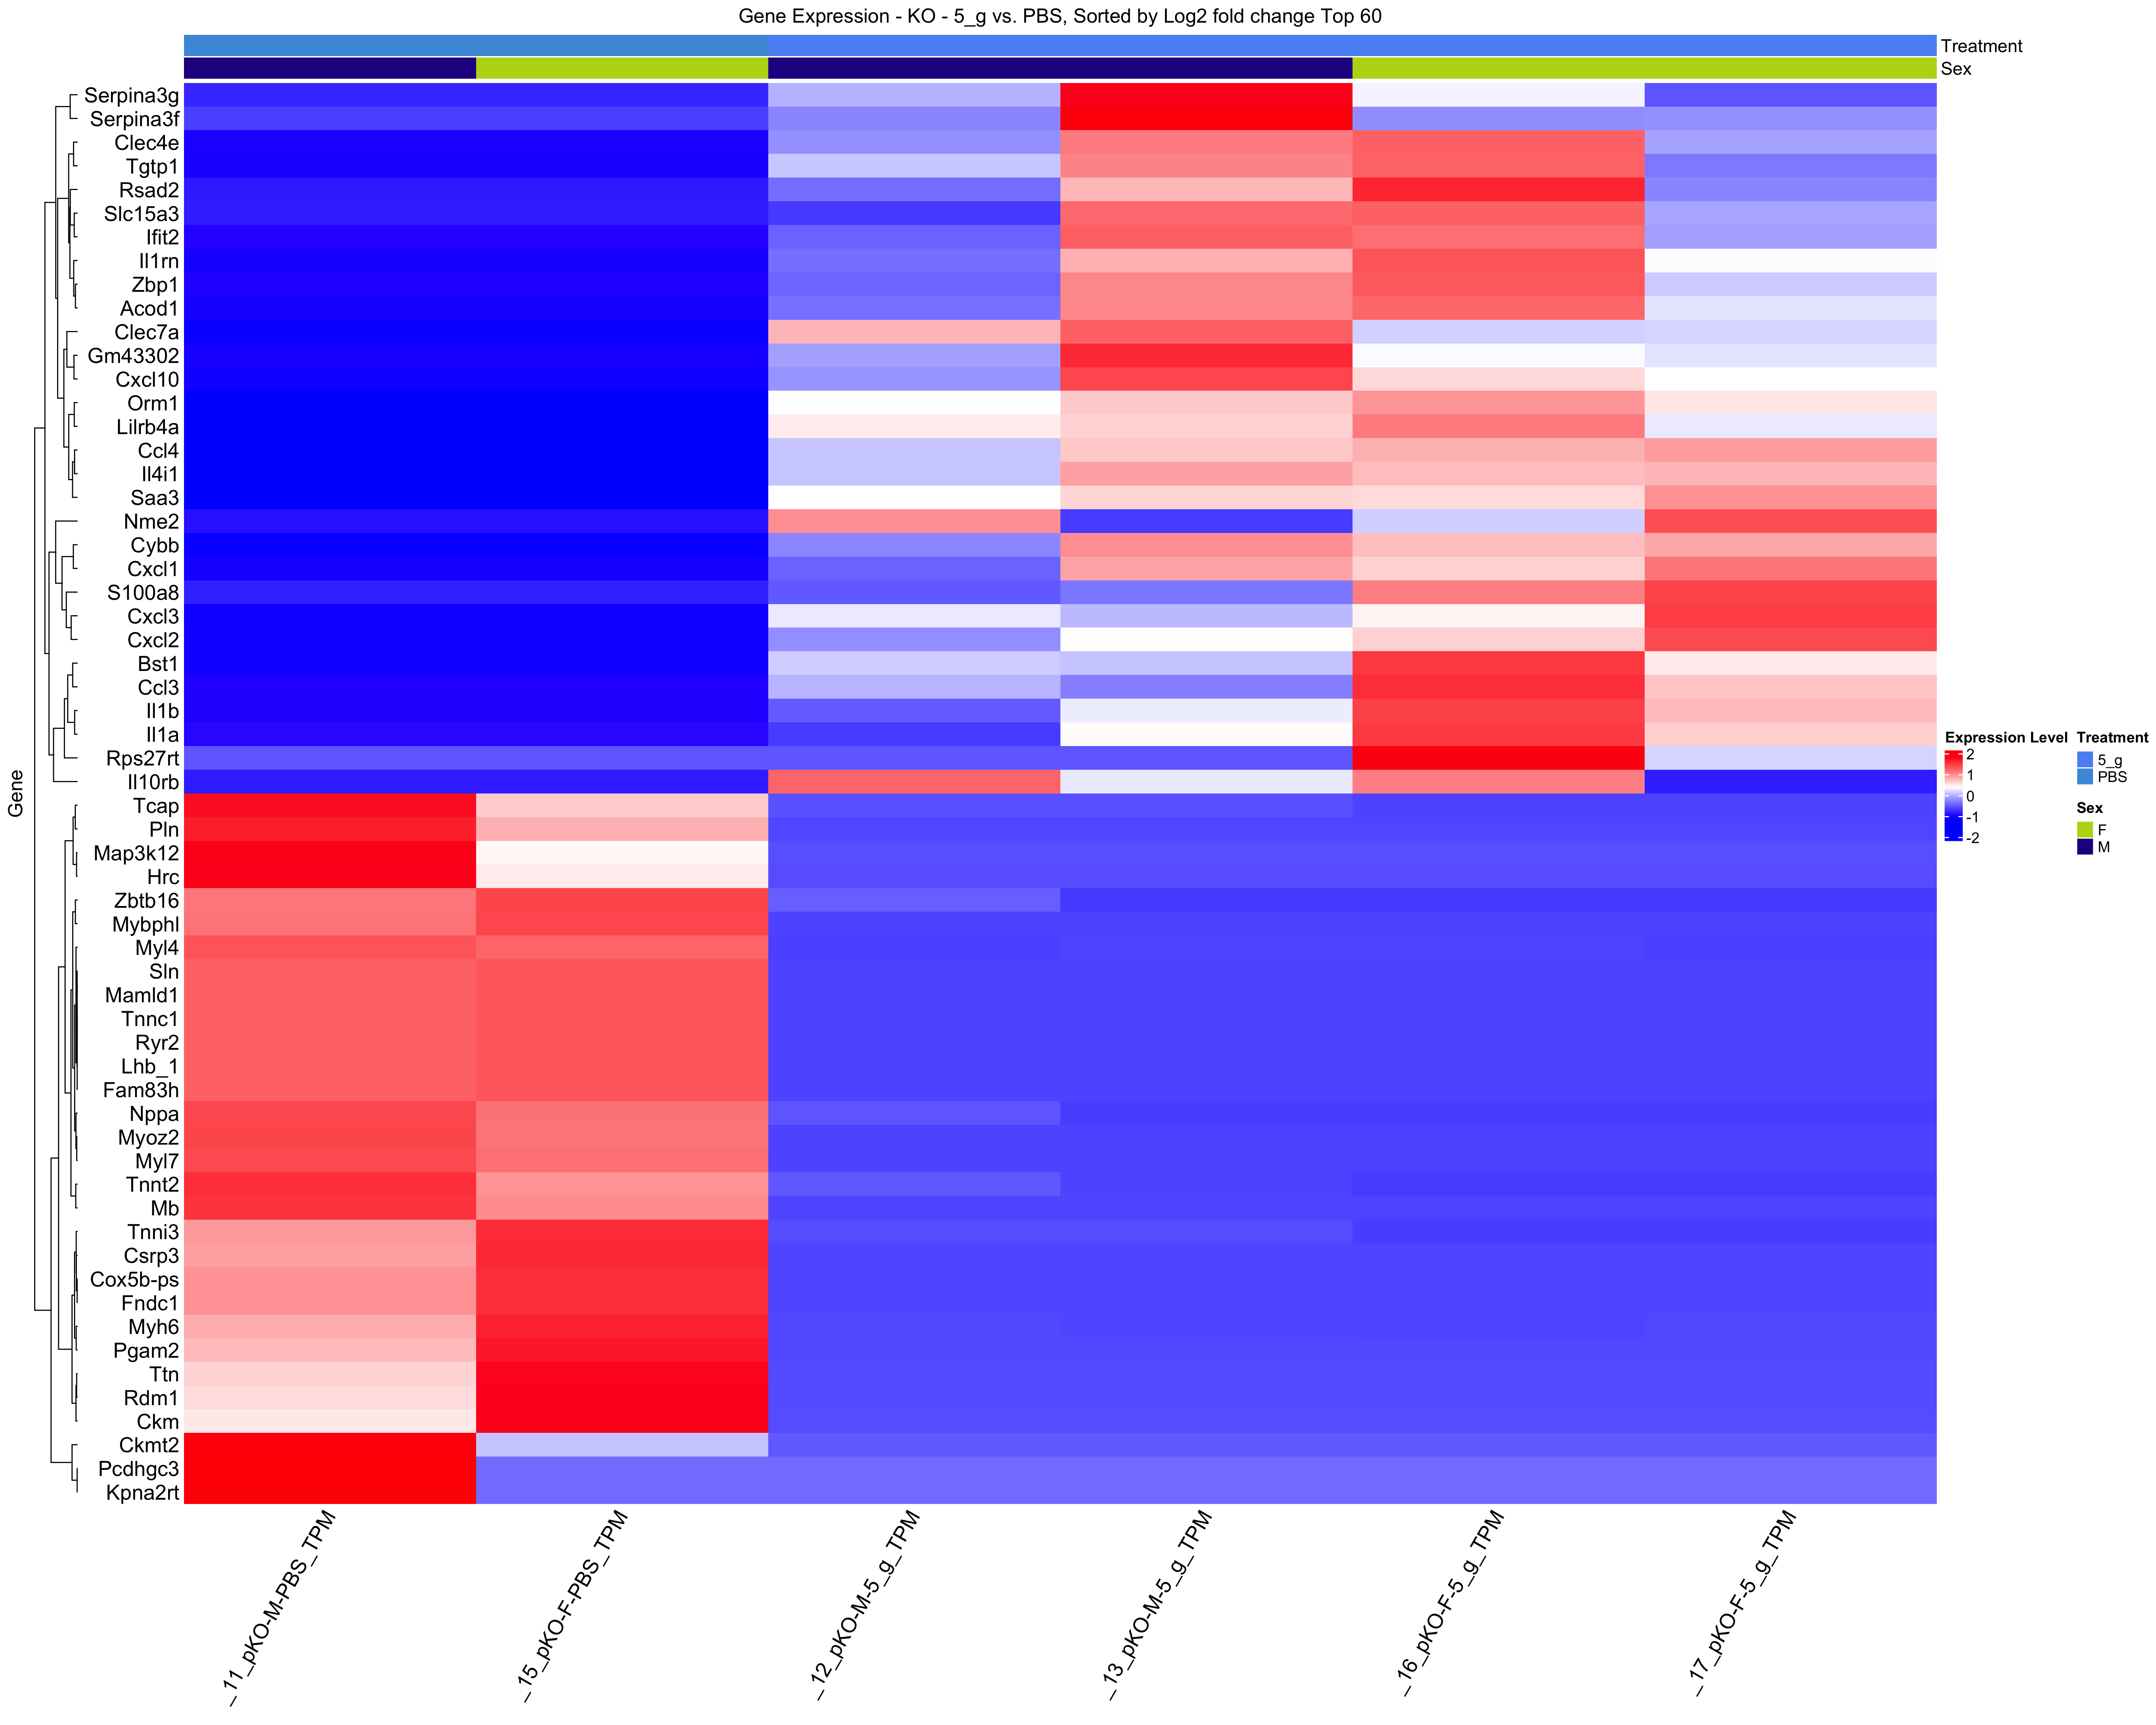 Gene Expression - KO - 5_g vs. PBS, Sorted by Log2 fold change Top 60
Treatment
Sex
Serpina3g
Serpina3f
Clec4e
Tgtp1
Rsad2
Slc15a3
Ifit2
Il1rn
Zbp1
Acod1
Clec7a
Gm43302
Cxcl10
Orm1
Lilrb4a
Ccl4
Il4i1
Saa3
Nme2
Cybb
Cxcl1
S100a8
Cxcl3
Cxcl2
Bst1
Ccl3
Il1b
Il1a
Rps27rt
Il10rb
Tcap
Pln
Map3k12
Hrc
Zbtb16
Mybphl
Myl4
Sln
Mamld1
Tnnc1
Ryr2
Lhb_1
Fam83h
Nppa
Myoz2
Myl7
Tnnt2
Mb
Tnni3
Csrp3
Cox5b-ps
Fndc1
Myh6
Pgam2
Ttn
Rdm1
Ckm
Ckmt2
Pcdhgc3
Kpna2rt
Gene
Expression Level
2
1
0
-1
-2
Treatment
5_g
PBS
Sex
F
M
_11_pKO-M-PBS_TPM
_15_pKO-F-PBS_TPM
_12_pKO-M-5_g_TPM
_13_pKO-M-5_g_TPM
_16_pKO-F-5_g_TPM
_17_pKO-F-5_g_TPM